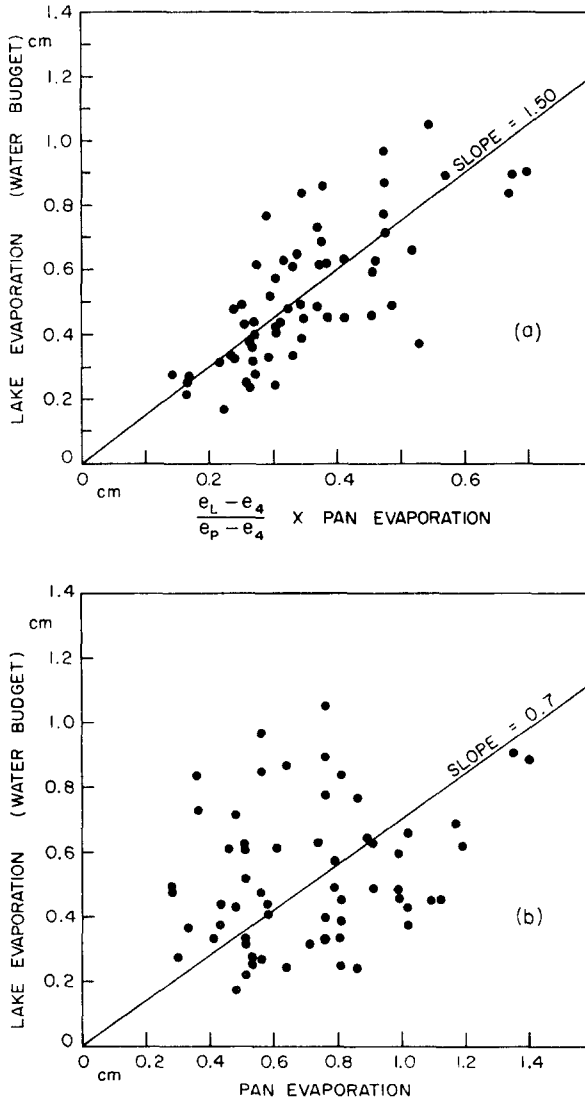 cm
1.4
1.2
1.0
0.8
0.6
0.4
0.2
0
LAKE EVAPORATION (WATER BUDGET)
SLOPE = 1.50
(a)
cm
0.2
0.4
0.6
e_L − e_4
e_P − e_4
X PAN EVAPORATION
1.4
cm
1.2
1.0
0.8
0.6
0.4
0.2
0
LAKE EVAPORATION (WATER BUDGET)
SLOPE = 0.7
(b)
0
cm
0.2
0.4
0.6
0.8
1.0
1.2
1.4
PAN EVAPORATION